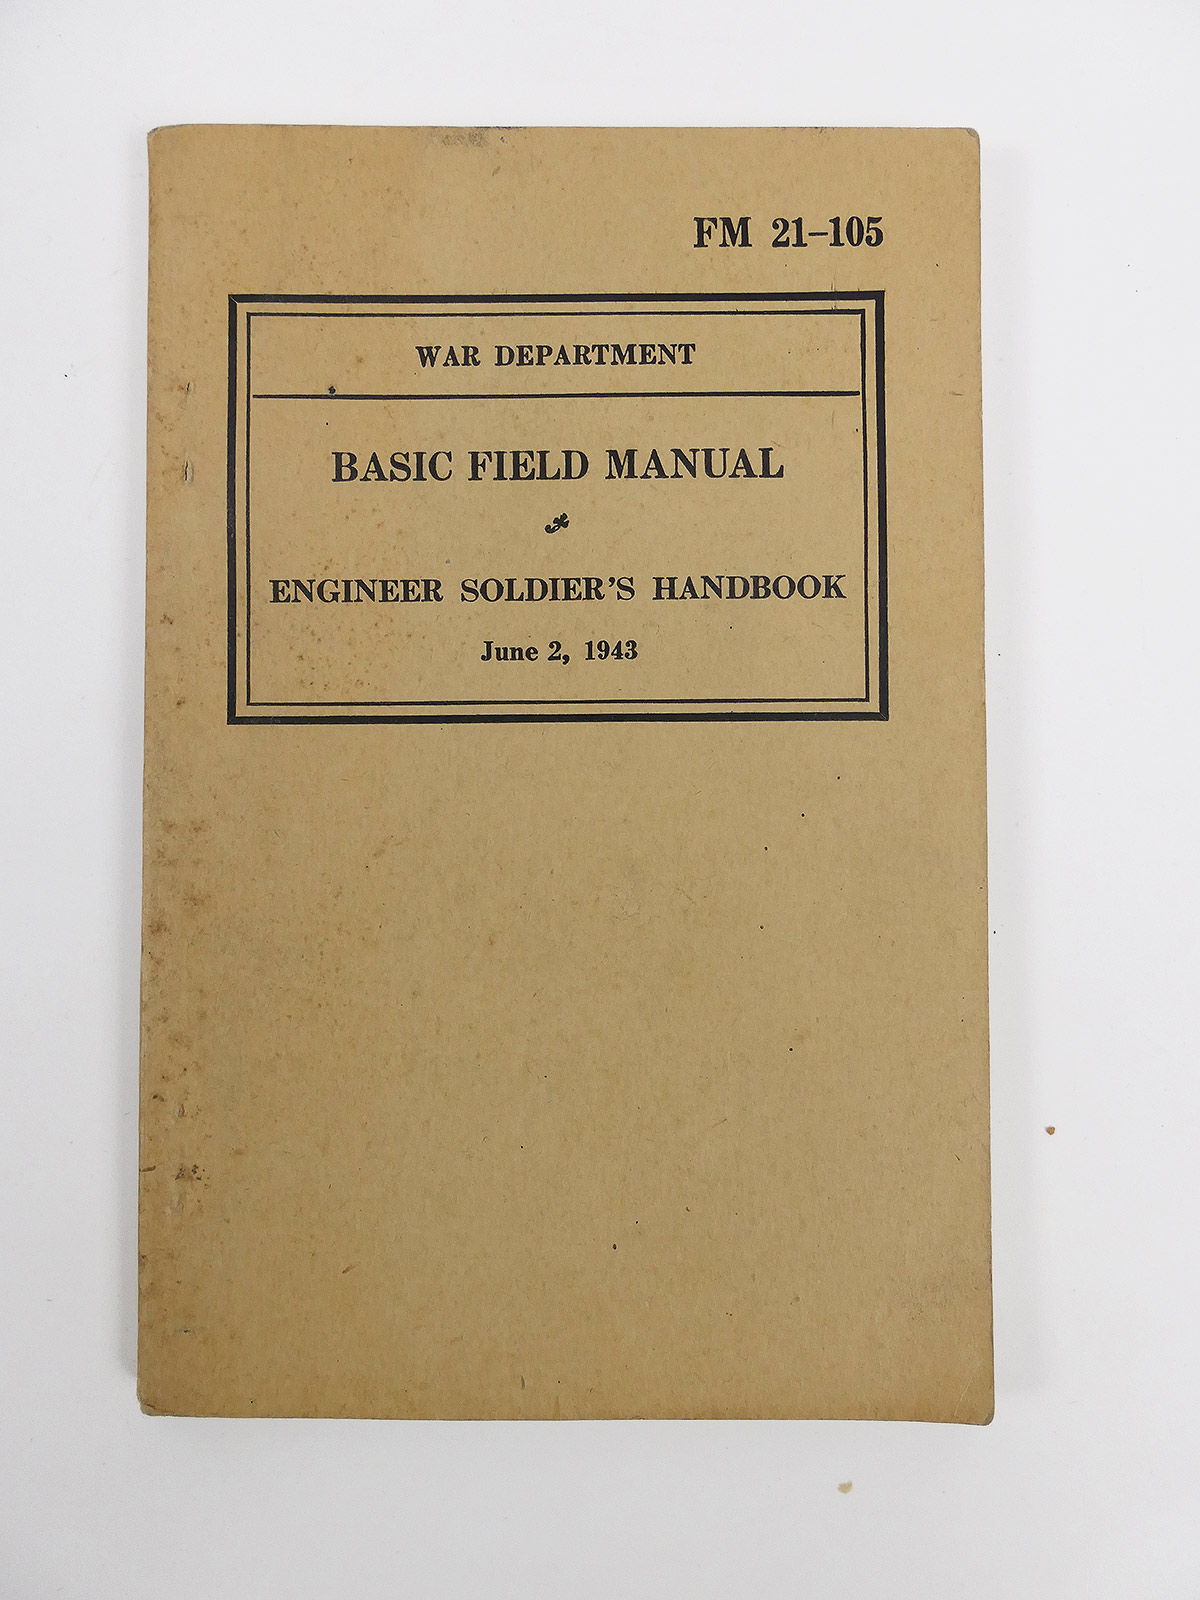 FM 21–105
WAR DEPARTMENT
BASIC FIELD MANUAL
ENGINEER SOLDIER'S HANDBOOK
June 2, 1943